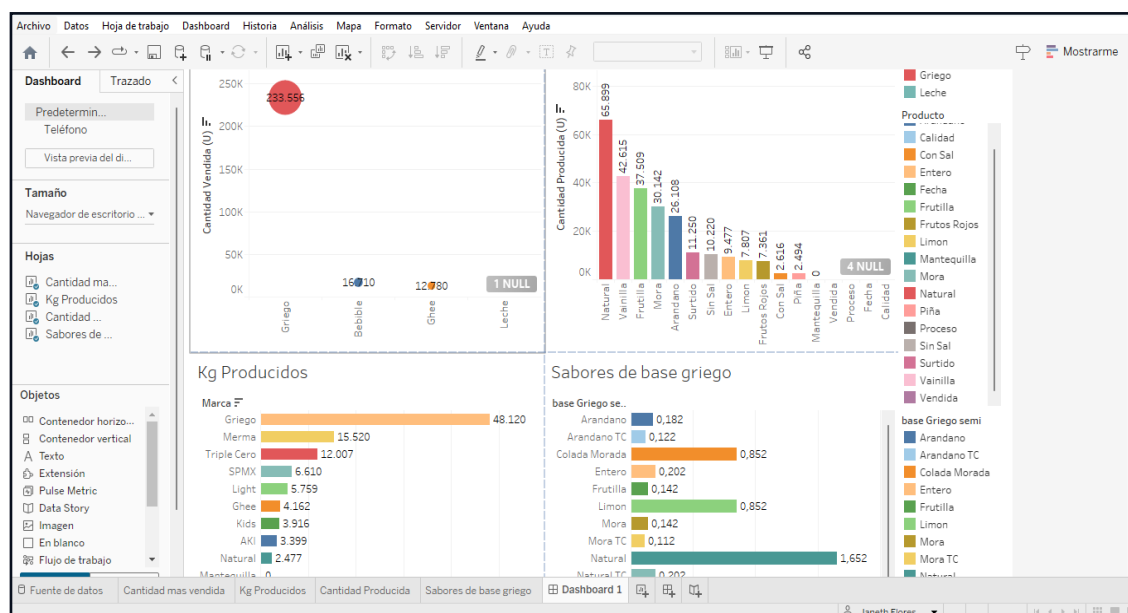 Archivo Datos Hoja de trabajo Dashboard Historia Análisis Mapa Formato Servidor Ventana Ayuda
Mostrarme
Dashboard Trazado
Predetermin...
Teléfono
Vista previa del di...
Tamaño
Navegador de escritorio ...
Hojas
Cantidad ma...
Kg Producidos
Cantidad ...
Sabores de ...
Objetos
Contenedor horizo...
Contenedor vertical
Texto
Extensión
Pulse Metric
Data Story
Imagen
En blanco
Flujo de trabajo
Cantidad Vendida (U)
250K
200K
150K
100K
50K
0K
233.556
16.710
12.780
1 NULL
Griego
Bebible
Ghee
Leche
Cantidad Producida (U)
80K
60K
40K
20K
0K
65.899
42.615
37.509
30.142
26.108
11.250
10.220
9.477
7.807
7.361
2.616
2.494
0
4 NULL
Natural
Vainilla
Frutilla
Mora
Arandano
Surtido
Sin Sal
Entero
Limon
Frutos Rojos
Con Sal
Piña
Mantequilla
Vendida
Proceso
Fecha
Calidad
Griego
Leche
Producto
Calidad
Con Sal
Entero
Fecha
Frutilla
Frutos Rojos
Limon
Mantequilla
Mora
Natural
Piña
Proceso
Sin Sal
Surtido
Vainilla
Vendida
Kg Producidos
Marca
Griego 48.120
Merma 15.520
Triple Cero 12.007
SPMX 6.610
Light 5.759
Ghee 4.162
Kids 3.916
AKI 3.399
Natural 2.477
Mantequilla 0
Sabores de base griego
base Griego se..
Arandano 0,182
Arandano TC 0,122
Colada Morada 0,852
Entero 0,202
Frutilla 0,142
Limon 0,852
Mora 0,142
Mora TC 0,112
Natural 1,652
Natural TC 0,202
base Griego semi
Arandano
Arandano TC
Colada Morada
Entero
Frutilla
Limon
Mora
Mora TC
Natural
Fuente de datos Cantidad mas vendida Kg Producidos Cantidad Producida Sabores de base griego Dashboard 1
Janeth Flores